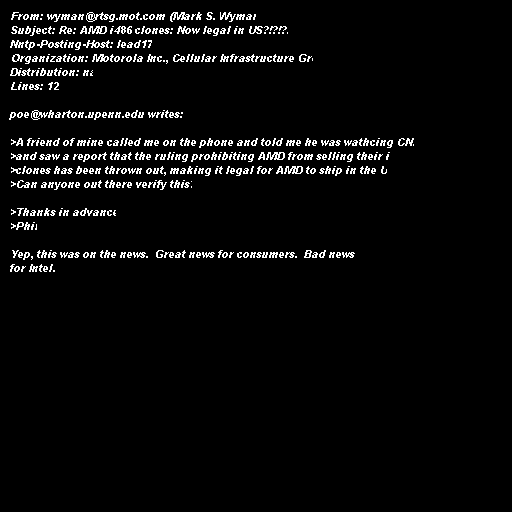 From: wyman@rtsg.mot.com (Mark S. Wyman
Subject: Re: AMD i486 clones: Now legal in US?!?!?.
Nntp-Posting-Host: lead17
Organization: Motorola Inc., Cellular Infrastructure Gr
Distribution: na
Lines: 12

poe@wharton.upenn.edu writes:

>A friend of mine called me on the phone and told me he was wathcing CN
>and saw a report that the ruling prohibiting AMD from selling their i
>clones has been thrown out, making it legal for AMD to ship in the U
>Can anyone out there verify this?

>Thanks in advance
>Phil

Yep, this was on the news. Great news for consumers. Bad news
for Intel.